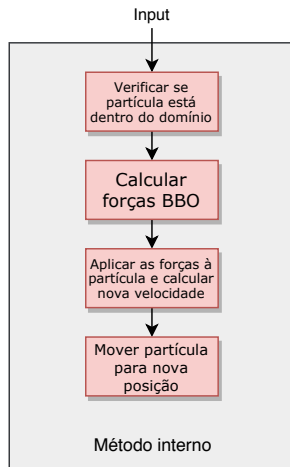 Input
Verificar se
partícula está
dentro do domínio
Calcular
forças BBO
Aplicar as forças à
partícula e calcular
nova velocidade
Mover partícula
para nova
posição
Método interno